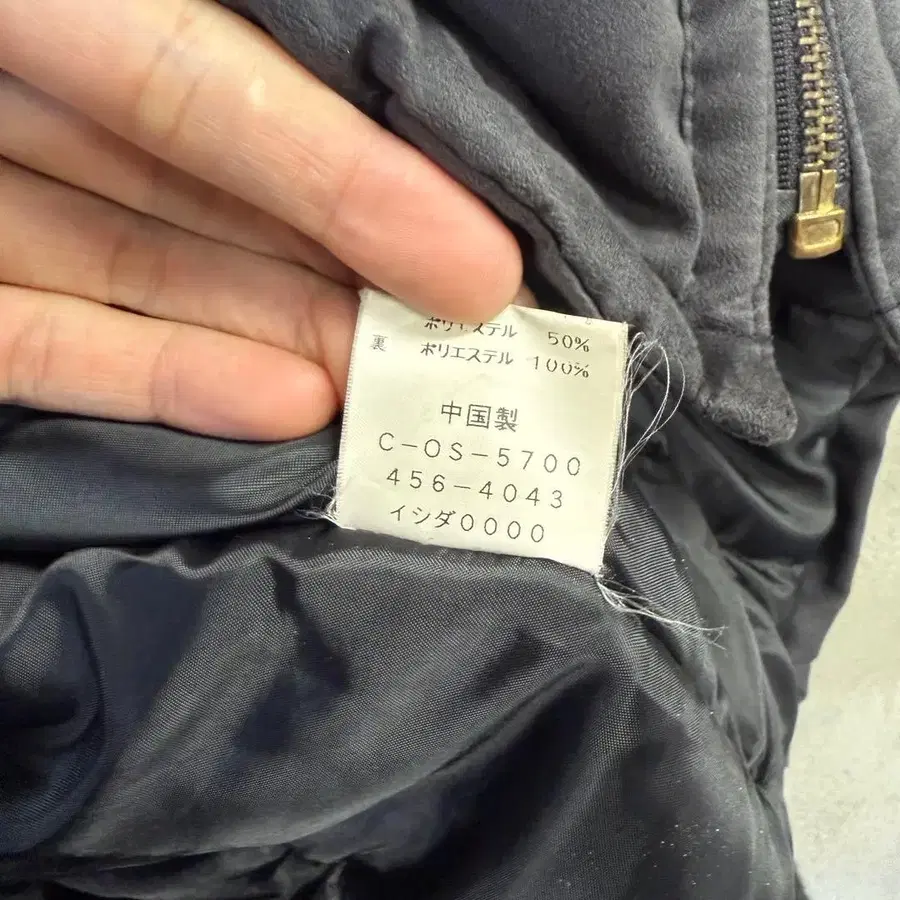 ポリエステル 50%
裏 ポリエステル 100%
中国製
C-OS-5700
456-4043
イシダ0000